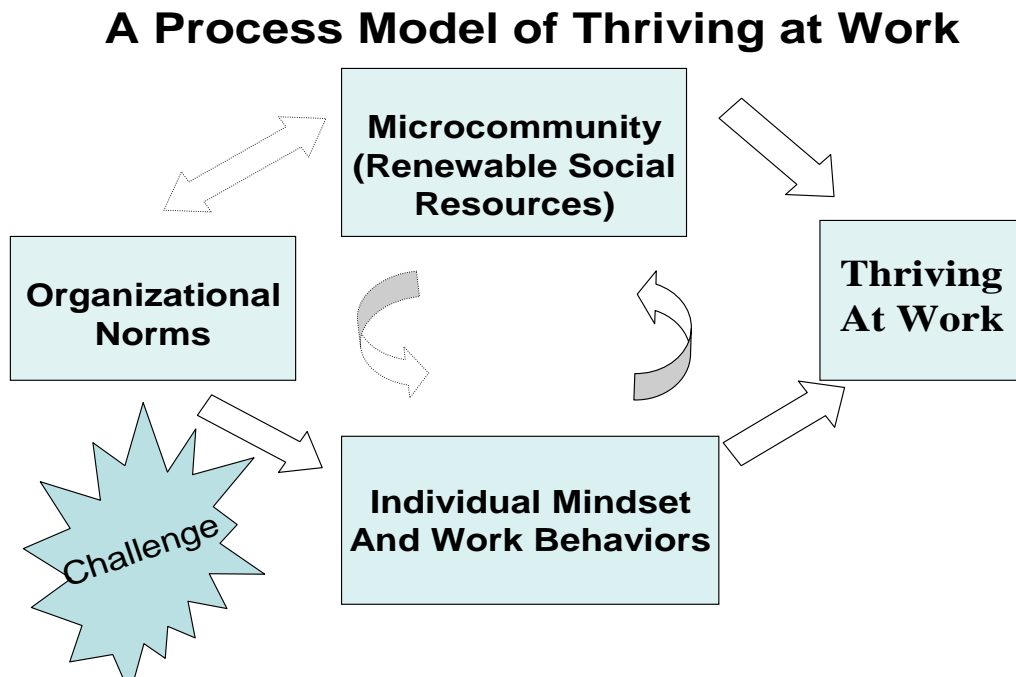 A Process Model of Thriving at Work
Microcommunity
(Renewable Social
Resources)
Organizational
Norms
Thriving
At Work
Challenge
Individual Mindset
And Work Behaviors